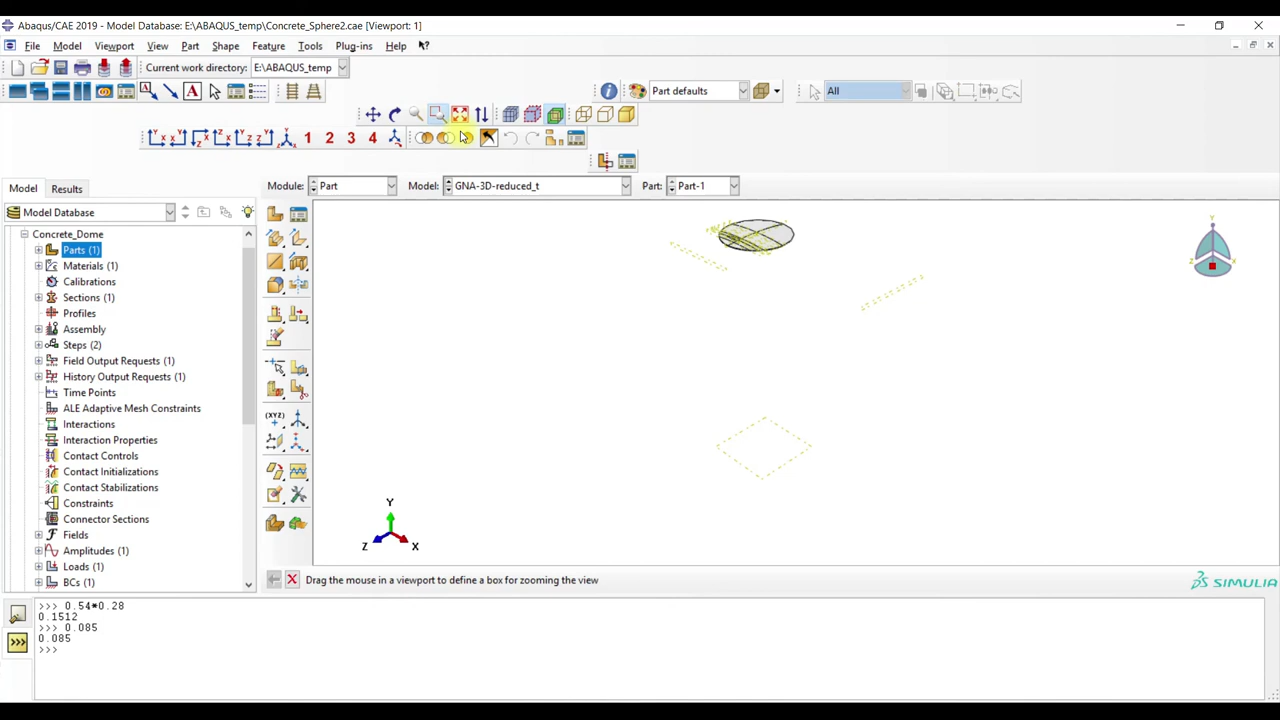 Abaqus/CAE 2019 - Model Database: E:\ABAQUS_temp\Concrete_Sphere2.cae [Viewport: 1]
File Model Viewport View Part Shape Feature Tools Plug-ins Help
Current work directory: E:\ABAQUS_temp
A Part defaults All
1 2 3 4
Model Results Module: Part Model: GNA-3D-reduced_t Part: Part-1
Model Database
Concrete_Dome
Parts (1)
Materials (1)
Calibrations
Sections (1)
Profiles
Assembly
Steps (2)
Field Output Requests (1)
History Output Requests (1)
Time Points
ALE Adaptive Mesh Constraints
Interactions
Interaction Properties
Contact Controls
Contact Initializations
Contact Stabilizations
Constraints
Connector Sections
Fields
Amplitudes (1)
Loads (1)
BCs (1)
(XYZ)
Y
Z X
Y
Z X
Drag the mouse in a viewport to define a box for zooming the view
SIMULIA
>>> 0.54*0.28
0.1512
>>> 0.085
0.085
>>>
>>>